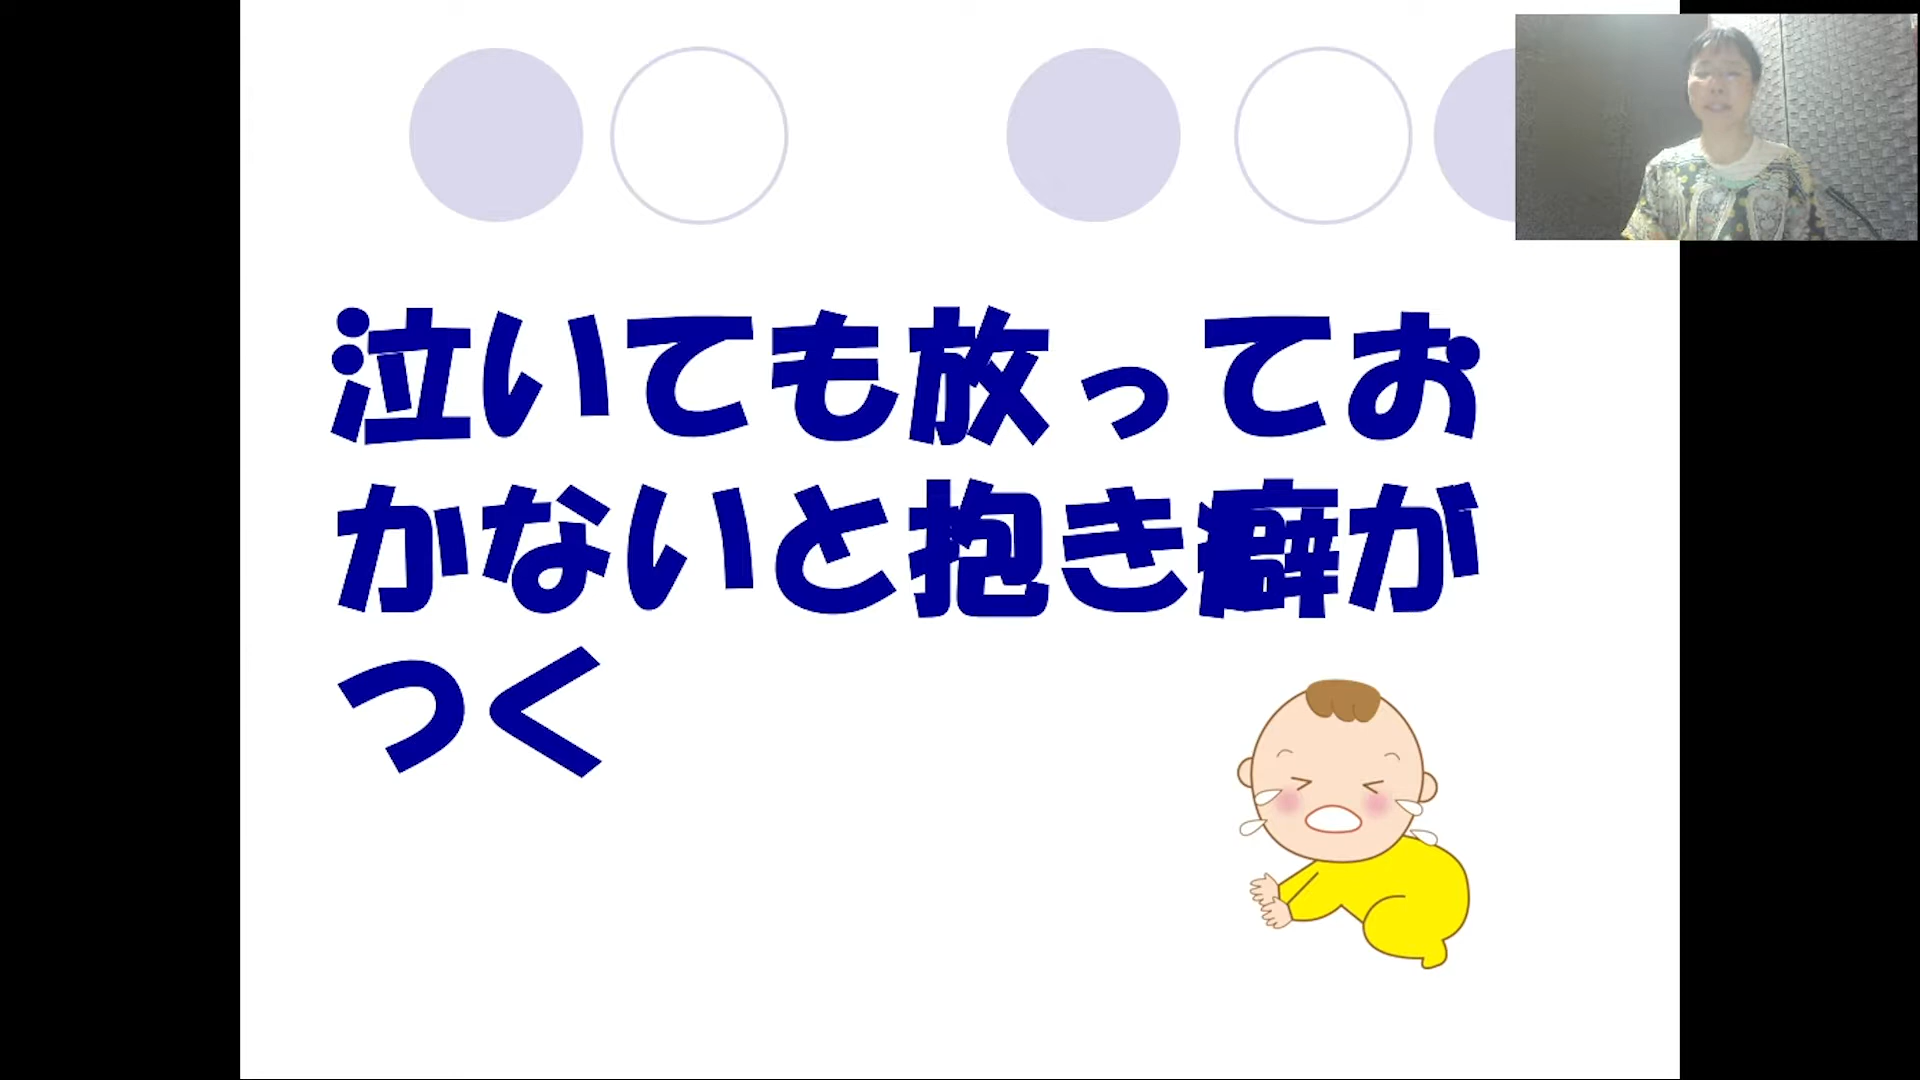 泣いても放ってお
かないと抱き癖が
つく